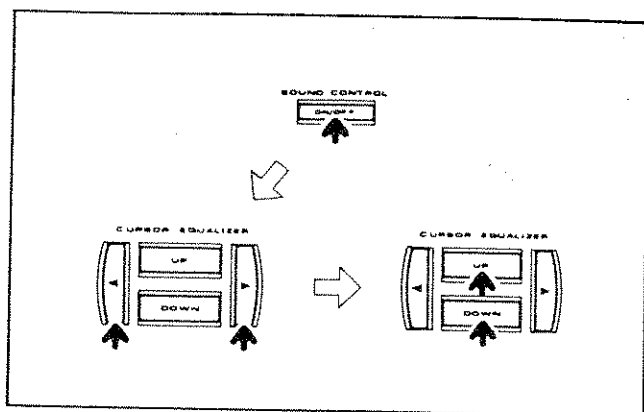 SOUND CONTROL
ON/OFF
CURSOR EQUALIZER
UP
DOWN
CURSOR EQUALIZER
UP
DOWN